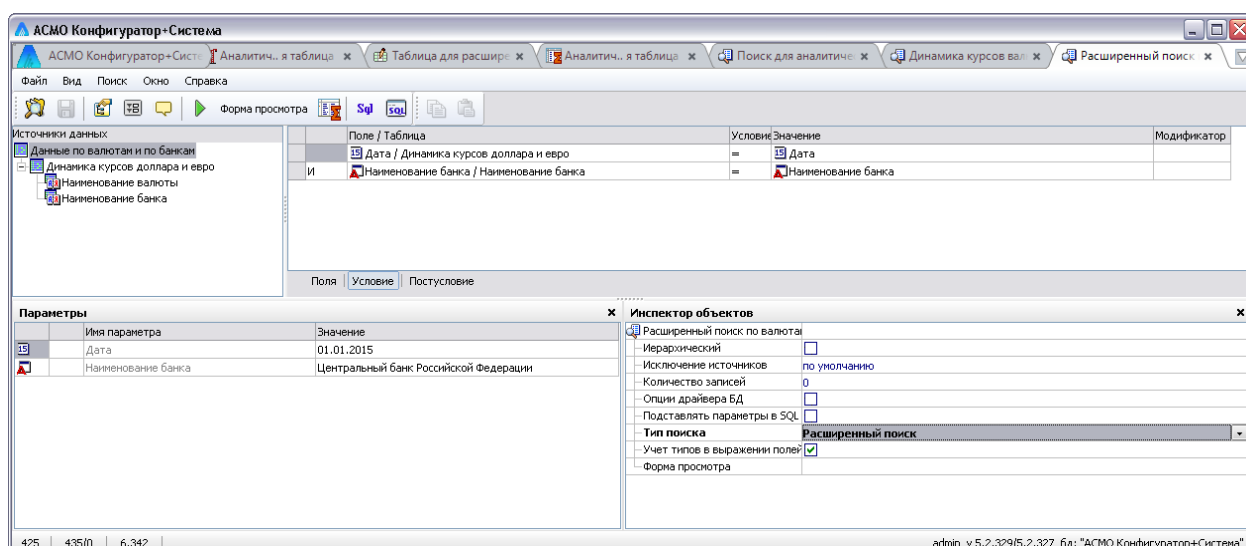 АСМО Конфигуратор+Система
АСМО Конфигуратор+Систе Аналитич.. я таблица Таблица для расшире Аналитич.. я таблица Поиск для аналитиче Динамика курсов вал Расширенный поиск
Файл Вид Поиск Окно Справка
Форма просмотра Sql SQL
Источники данных
Данные по валютам и по банкам
Динамика курсов доллара и евро
Наименование валюты
Наименование банка
Поле / Таблица Условие Значение Модификатор
15 Дата / Динамика курсов доллара и евро = 15 Дата
И Наименование банка / Наименование банка = Наименование банка
Поля Условие Постусловие
Параметры
Имя параметра Значение
15 Дата 01.01.2015
Наименование банка Центральный банк Российской Федерации
Инспектор объектов
Расширенный поиск по валютам
Иерархический
Исключение источников по умолчанию
Количество записей 0
Опции драйвера БД
Подставлять параметры в SQL
Тип поиска Расширенный поиск
Учет типов в выражении полей
Форма просмотра
425 435/0 6,342 admin v 5.2.329/5.2.327 бд: "АСМО Конфигуратор+Система"